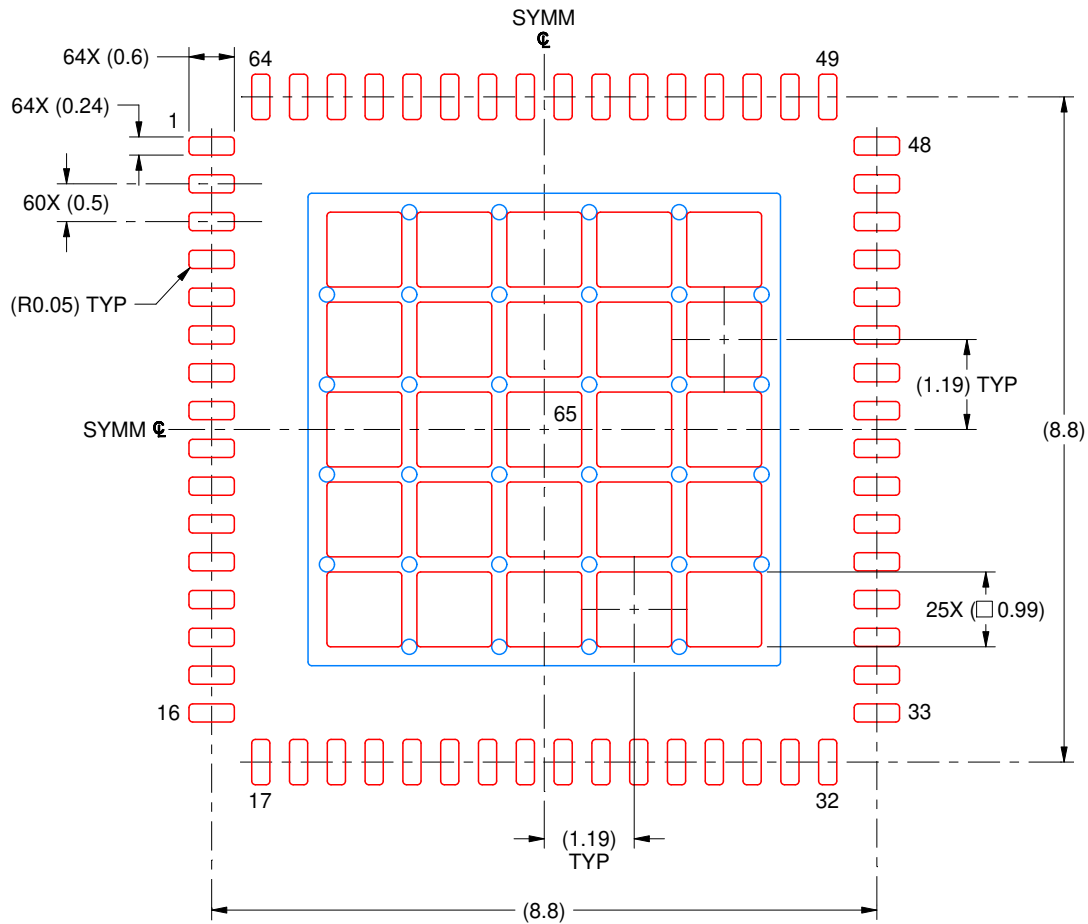 SYMM
℄
64X (0.6)
64
49
64X (0.24)
1
48
60X (0.5)
(R0.05) TYP
(1.19) TYP
65
SYMM ℄
(8.8)
25X (□ 0.99)
16
33
17
32
(1.19)
TYP
(8.8)